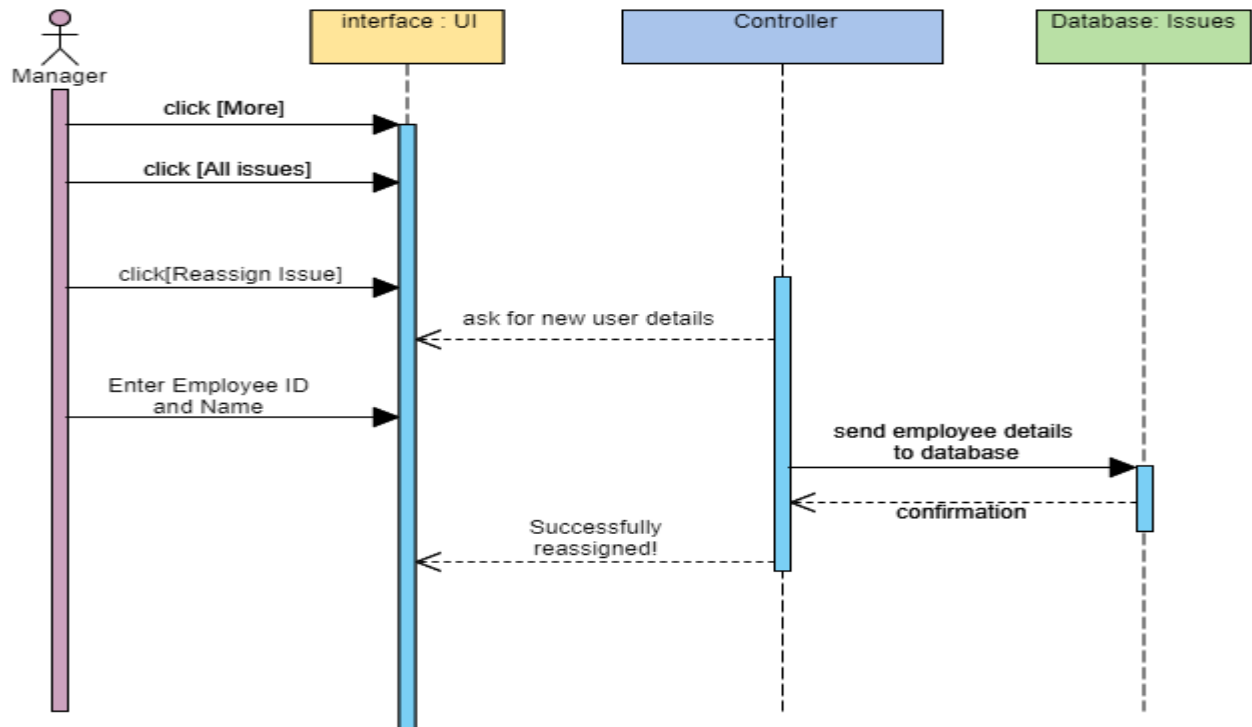 interface : UI
Controller
Database: Issues
Manager
click [More]
click [All issues]
click[Reassign Issue]
ask for new user details
Enter Employee ID
and Name
send employee details
to database
confirmation
Successfully
reassigned!